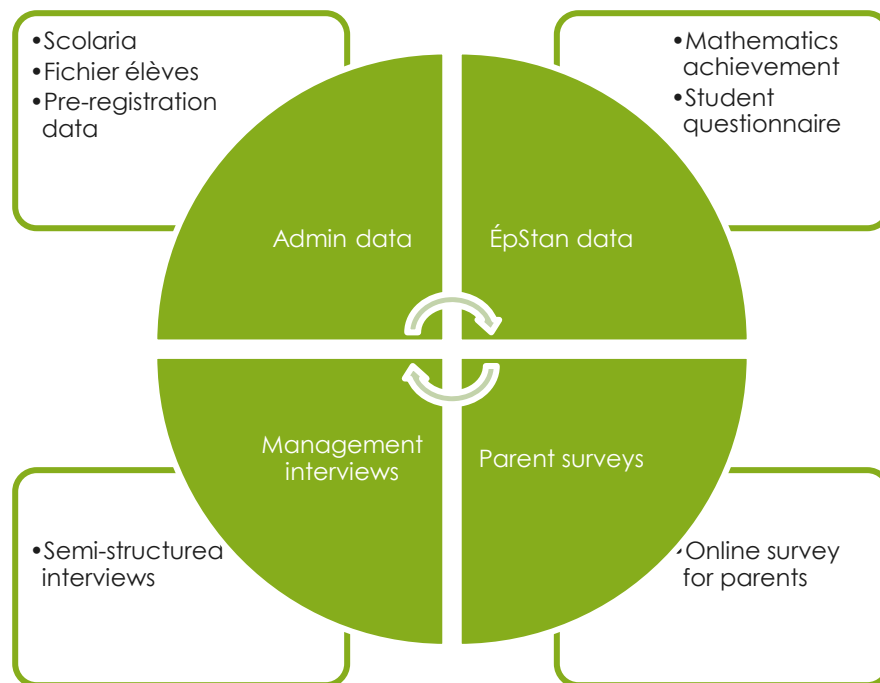 •Scolaria
•Fichier élèves
•Pre-registration
data
•Mathematics
achievement
•Student
questionnaire
Admin data
ÉpStan data
Management
interviews
Parent surveys
•Semi-structured
interviews
•Online survey
for parents